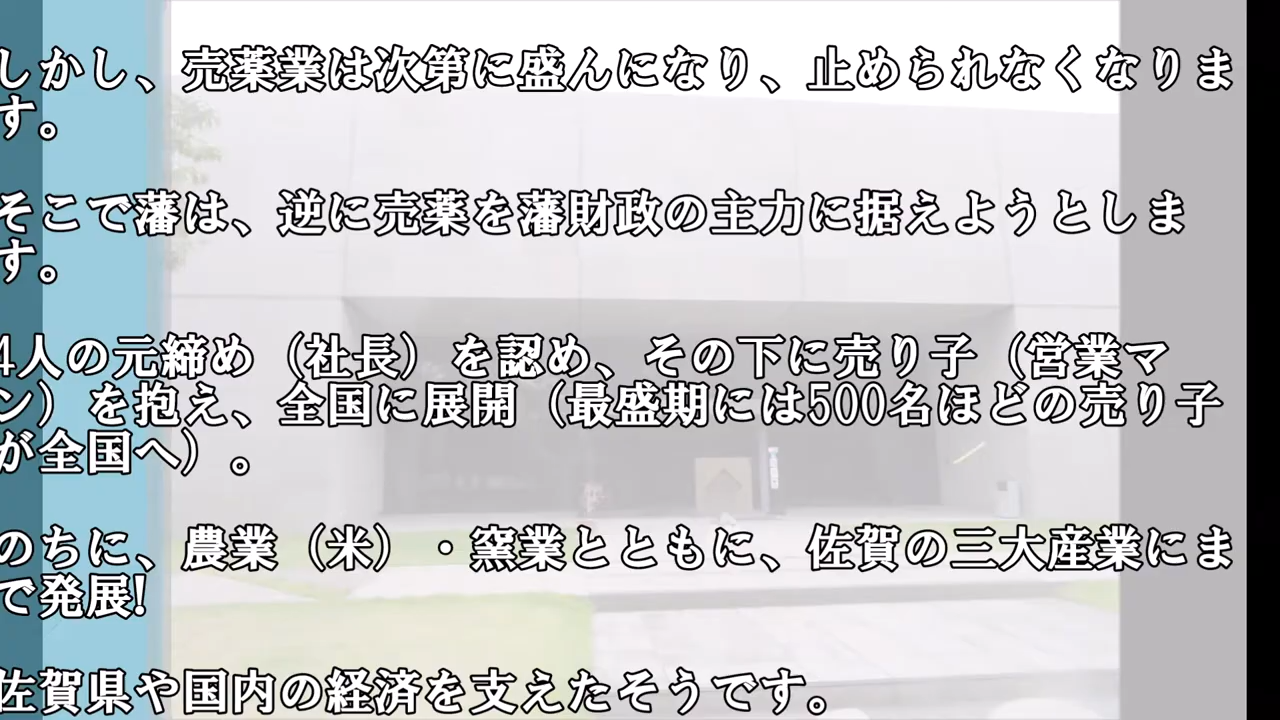 しかし、売薬業は次第に盛んになり、止められなくなりま
す。
そこで藩は、逆に売薬を藩財政の主力に据えようとしま
す。
4人の元締め（社長）を認め、その下に売り子（営業マ
ン）を抱え、全国に展開（最盛期には500名ほどの売り子
が全国へ）。
のちに、農業（米）・窯業とともに、佐賀の三大産業にま
で発展!
佐賀県や国内の経済を支えたそうです。